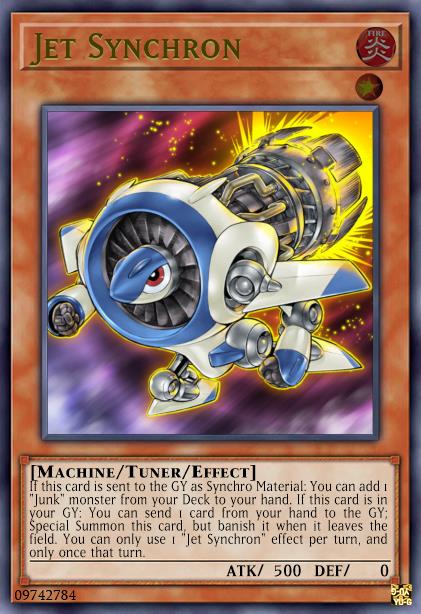 Jet Synchron
FIRE
炎
[Machine/Tuner/Effect]
If this card is sent to the GY as Synchro Material: You can add 1
"Junk" monster from your Deck to your hand. If this card is in
your GY: You can send 1 card from your hand to the GY;
Special Summon this card, but banish it when it leaves the
field. You can only use 1 "Jet Synchron" effect per turn, and
only once that turn.
ATK/ 500 DEF/ 0
09742784